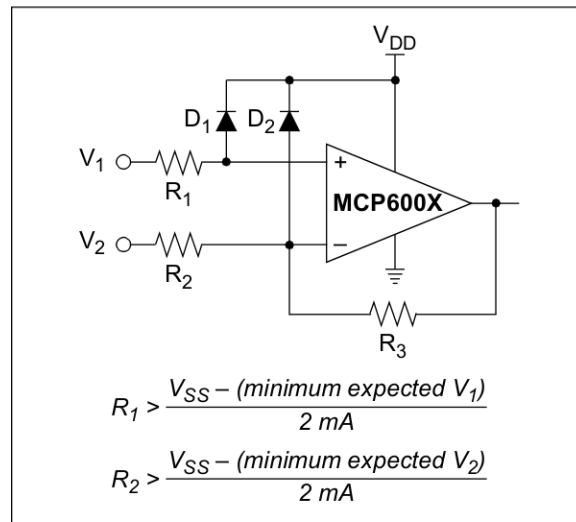 V_DD
D_1 D_2
V_1
R_1
+
MCP600X
V_2
R_2
–
R_3
R_1 > V_SS – (minimum expected V_1)
2 mA
R_2 > V_SS – (minimum expected V_2)
2 mA